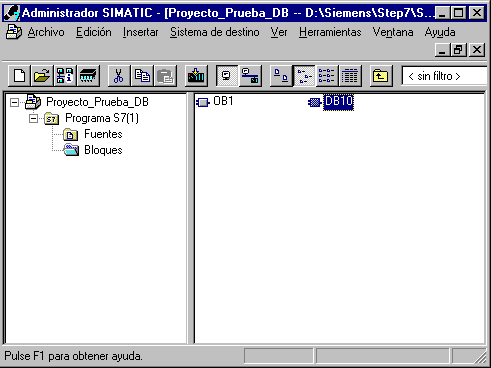 Administrador SIMATIC - [Proyecto_Prueba_DB -- D:\Siemens\Step7\S...
Archivo Edición Insertar Sistema de destino Ver Herramientas Ventana Ayuda
< sin filtro >
Proyecto_Prueba_DB
Programa S7(1)
Fuentes
Bloques
OB1 DB10
Pulse F1 para obtener ayuda.